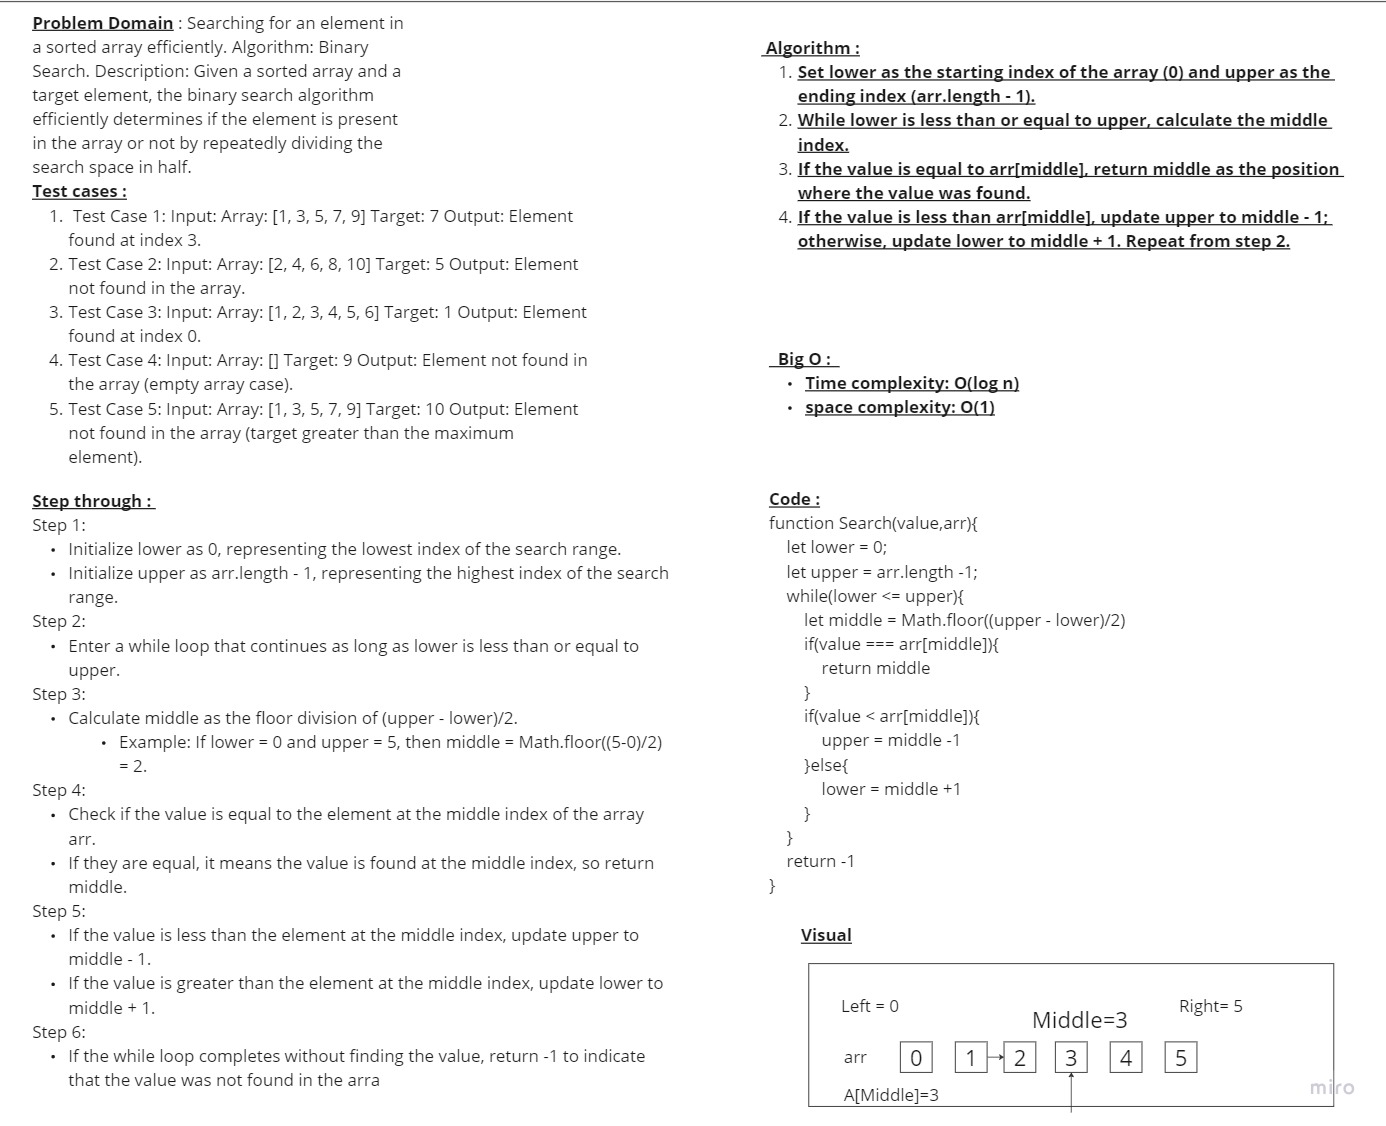 Problem Domain : Searching for an element in
a sorted array efficiently. Algorithm: Binary
Search. Description: Given a sorted array and a
target element, the binary search algorithm
efficiently determines if the element is present
in the array or not by repeatedly dividing the
search space in half.
Test cases :
1. Test Case 1: Input: Array: [1, 3, 5, 7, 9] Target: 7 Output: Element
found at index 3.
2. Test Case 2: Input: Array: [2, 4, 6, 8, 10] Target: 5 Output: Element
not found in the array.
3. Test Case 3: Input: Array: [1, 2, 3, 4, 5, 6] Target: 1 Output: Element
found at index 0.
4. Test Case 4: Input: Array: [] Target: 9 Output: Element not found in
the array (empty array case).
5. Test Case 5: Input: Array: [1, 3, 5, 7, 9] Target: 10 Output: Element
not found in the array (target greater than the maximum
element).
Step through :
Step 1:
• Initialize lower as 0, representing the lowest index of the search range.
• Initialize upper as arr.length - 1, representing the highest index of the search
range.
Step 2:
• Enter a while loop that continues as long as lower is less than or equal to
upper.
Step 3:
• Calculate middle as the floor division of (upper - lower)/2.
• Example: If lower = 0 and upper = 5, then middle = Math.floor((5-0)/2)
= 2.
Step 4:
• Check if the value is equal to the element at the middle index of the array
arr.
• If they are equal, it means the value is found at the middle index, so return
middle.
Step 5:
• If the value is less than the element at the middle index, update upper to
middle - 1.
• If the value is greater than the element at the middle index, update lower to
middle + 1.
Step 6:
• If the while loop completes without finding the value, return -1 to indicate
that the value was not found in the arra
Algorithm :
1. Set lower as the starting index of the array (0) and upper as the
ending index (arr.length - 1).
2. While lower is less than or equal to upper, calculate the middle
index.
3. If the value is equal to arr[middle], return middle as the position
where the value was found.
4. If the value is less than arr[middle], update upper to middle - 1;
otherwise, update lower to middle + 1. Repeat from step 2.
Big O :
• Time complexity: O(log n)
• space complexity: O(1)
Code :
function Search(value,arr){
let lower = 0;
let upper = arr.length -1;
while(lower <= upper){
let middle = Math.floor((upper - lower)/2)
if(value === arr[middle]){
return middle
}
if(value < arr[middle]){
upper = middle -1
}else{
lower = middle +1
}
}
return -1
}
Visual
Left = 0
Middle=3
Right= 5
arr 0 1 2 3 4 5
A[Middle]=3
miro